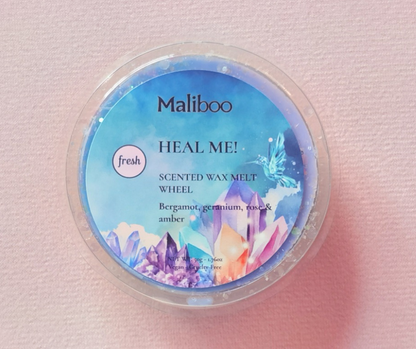 Maliboo
HEAL ME!
fresh
SCENTED WAX MELT
WHEEL
Bergamot, geranium, rose &
amber